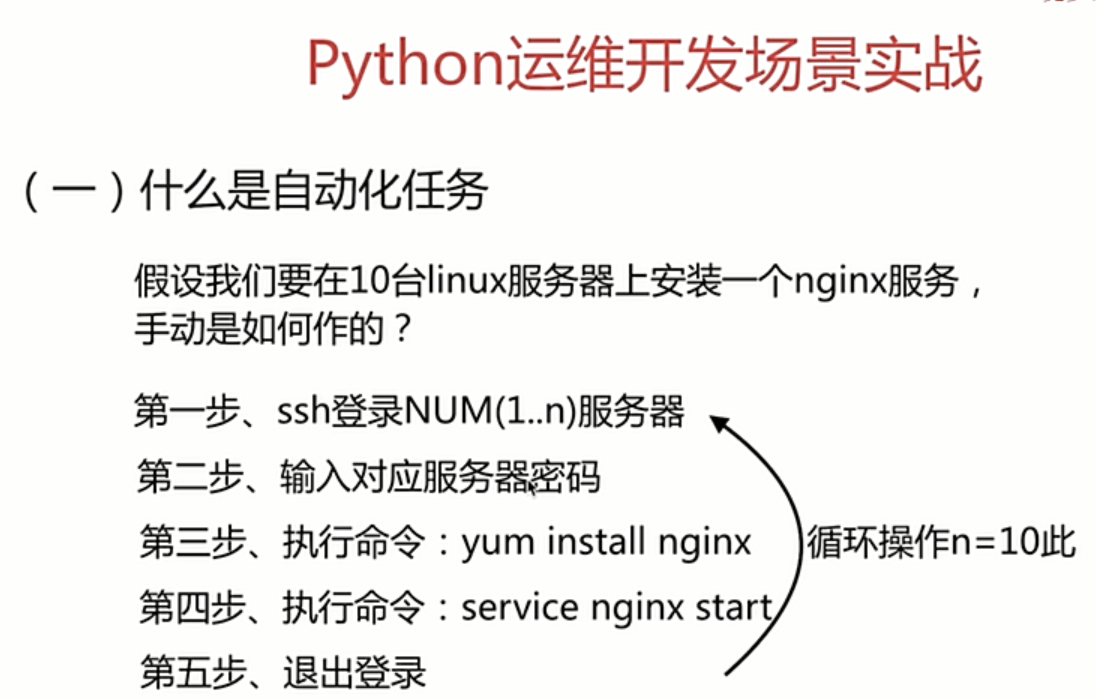 Python运维开发场景实战
（一）什么是自动化任务
假设我们要在10台linux服务器上安装一个nginx服务，
手动是如何作的？
第一步、ssh登录NUM(1..n)服务器
第二步、输入对应服务器密码
第三步、执行命令：yum install nginx
循环操作n=10此
第四步、执行命令：service nginx start
第五步、退出登录